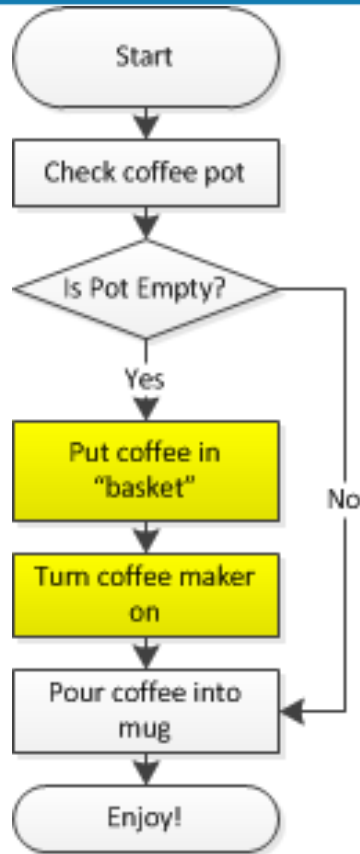 Start
Check coffee pot
Is Pot Empty?
Yes
Put coffee in
“basket”
No
Turn coffee maker
on
Pour coffee into
mug
Enjoy!